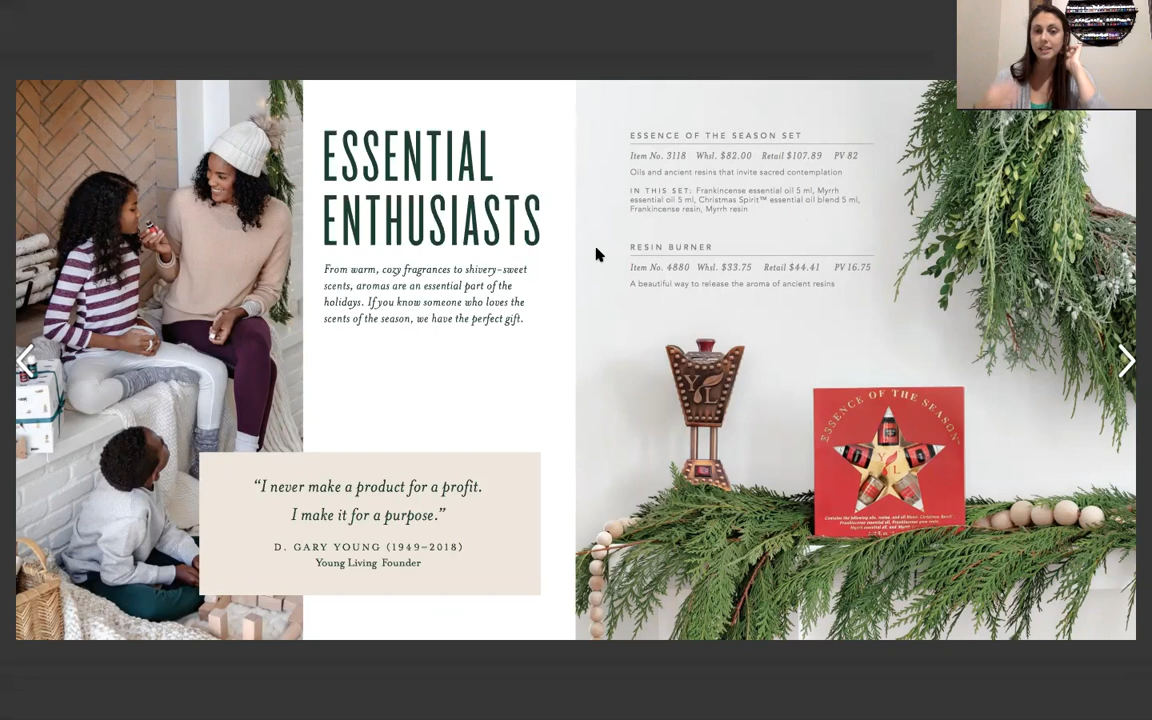 ESSENTIAL
ENTHUSIASTS
From warm, cozy fragrances to shivery-sweet
scents, aromas are an essential part of the
holidays. If you know someone who loves the
scents of the season, we have the perfect gift.
“I never make a product for a profit.
I make it for a purpose.”
D. GARY YOUNG (1949–2018)
Young Living Founder
ESSENCE OF THE SEASON SET
Item No. 3118 Whsl. $82.00 Retail $107.89 PV 82
Oils and ancient resins that invite sacred contemplation
IN THIS SET: Frankincense essential oil 5 ml, Myrrh
essential oil 5 ml, Christmas Spirit™ essential oil blend 5 ml,
Frankincense resin, Myrrh resin
RESIN BURNER
Item No. 4880 Whsl. $33.75 Retail $44.41 PV 16.75
A beautiful way to release the aroma of ancient resins
YL
ESSENCE OF THE SEASON
YL